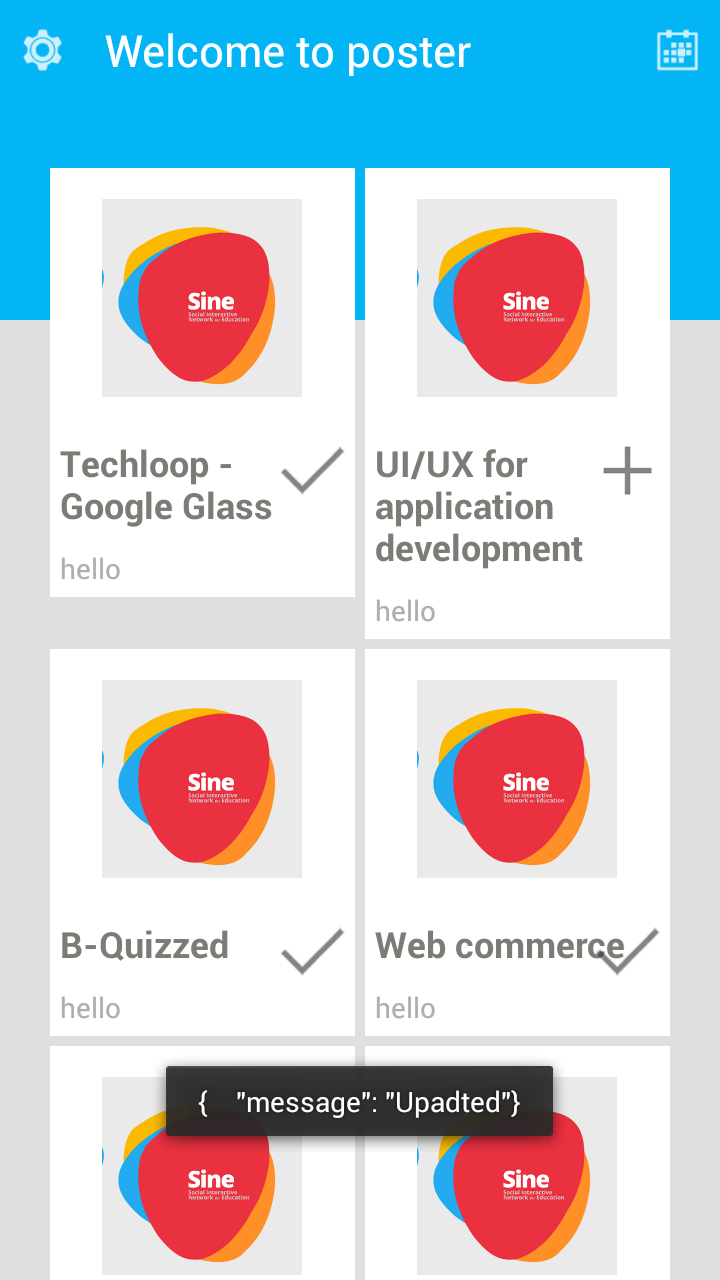 Welcome to poster
Sine
Social Interactive
Network for Education
Sine
Social Interactive
Network for Education
Techloop -
Google Glass
hello
UI/UX for
application
development
hello
Sine
Social Interactive
Network for Education
Sine
Social Interactive
Network for Education
B-Quizzed
hello
Web commerce
hello
{ "message": "Upadted"}
Sine
Social Interactive
Network for Education
Sine
Social Interactive
Network for Education